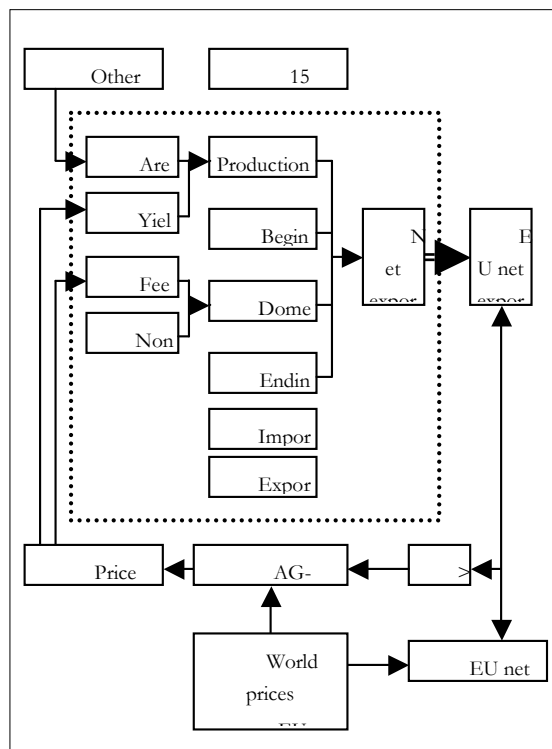 Other
15
Are
Production
Yiel
Begin
N
et
expor
E
U net
expor
Fee
Dome
Non
Endin
Impor
Expor
Price
AG-
>
World
prices
EU
EU net